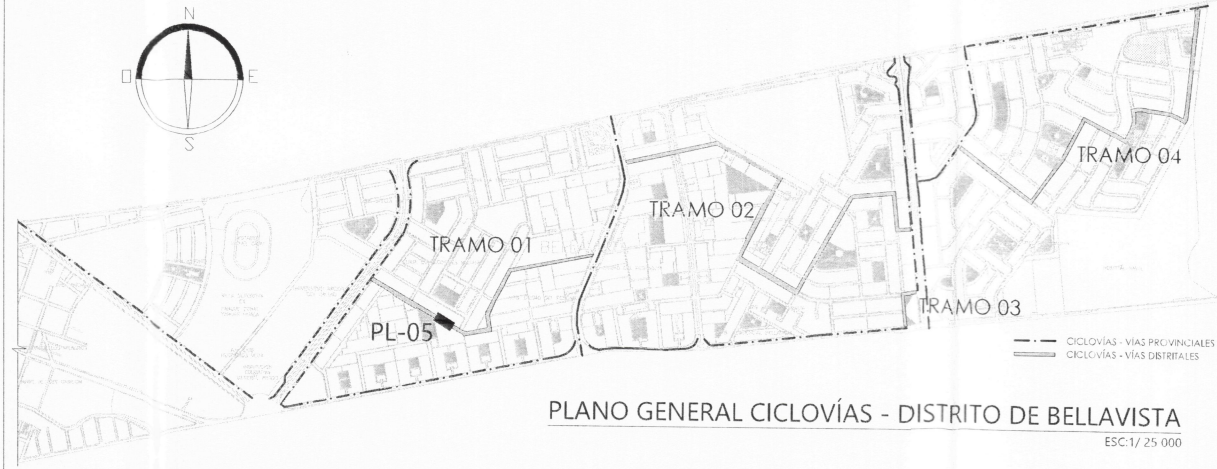 N
O E
S
TRAMO 04
TRAMO 02
TRAMO 01
TRAMO 03
PL-05
CICLOVÍAS - VÍAS PROVINCIALES
CICLOVÍAS - VÍAS DISTRITALES
PLANO GENERAL CICLOVÍAS - DISTRITO DE BELLAVISTA
ESC:1/ 25 000